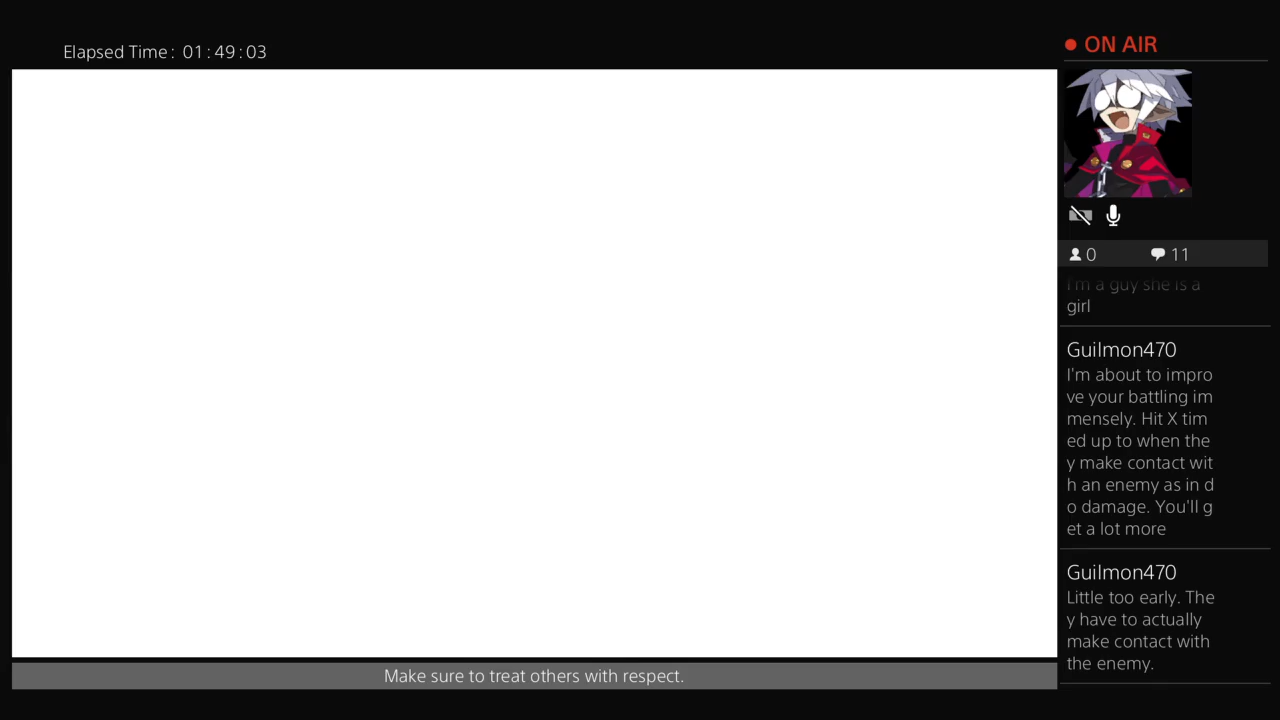 Elapsed Time: 01:49:03
ON AIR
0 11
I'm a guy she is a
girl
Guilmon470
I'm about to impro
ve your battling im
mensely. Hit X tim
ed up to when the
y make contact wit
h an enemy as in d
o damage. You'll g
et a lot more
Guilmon470
Little too early. The
y have to actually
make contact with
the enemy.
Make sure to treat others with respect.